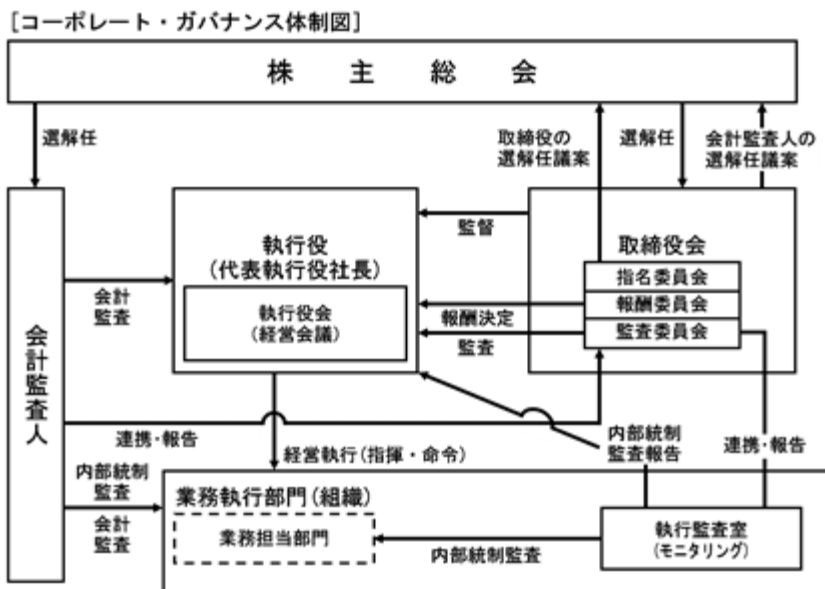 [コーポレート・ガバナンス体制図]
株主総会
選解任
取締役の
選解任議案
選解任
会計監査人の
選解任議案
執行役
(代表執行役社長)
執行役会
(経営会議)
監督
取締役会
指名委員会
報酬委員会
監査委員会
会計
監査
報酬決定
監査
会計監査人
連携・報告
経営執行(指揮・命令)
内部統制
監査報告
連携・報告
内部統制
監査
会計
監査
業務執行部門(組織)
業務担当部門
内部統制監査
執行監査室
(モニタリング)